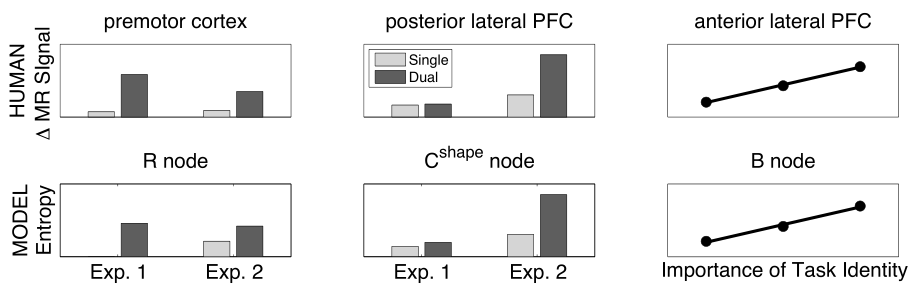 premotor cortex
posterior lateral PFC
anterior lateral PFC
HUMAN
Δ MR SIgnal
Single
Dual
R node
C^shape node
B node
MODEL
Entropy
Exp. 1
Exp. 2
Exp. 1
Exp. 2
Importance of Task Identity